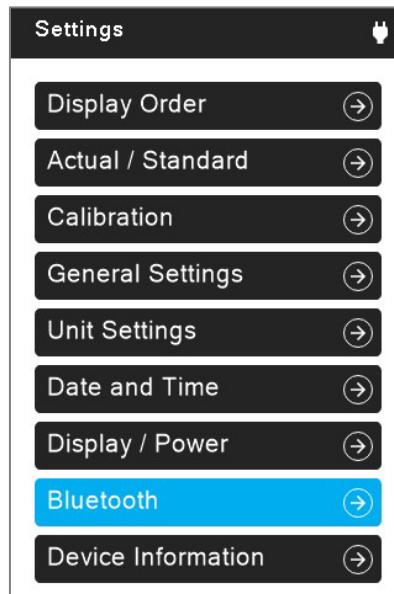 Settings
Display Order
Actual / Standard
Calibration
General Settings
Unit Settings
Date and Time
Display / Power
Bluetooth
Device Information